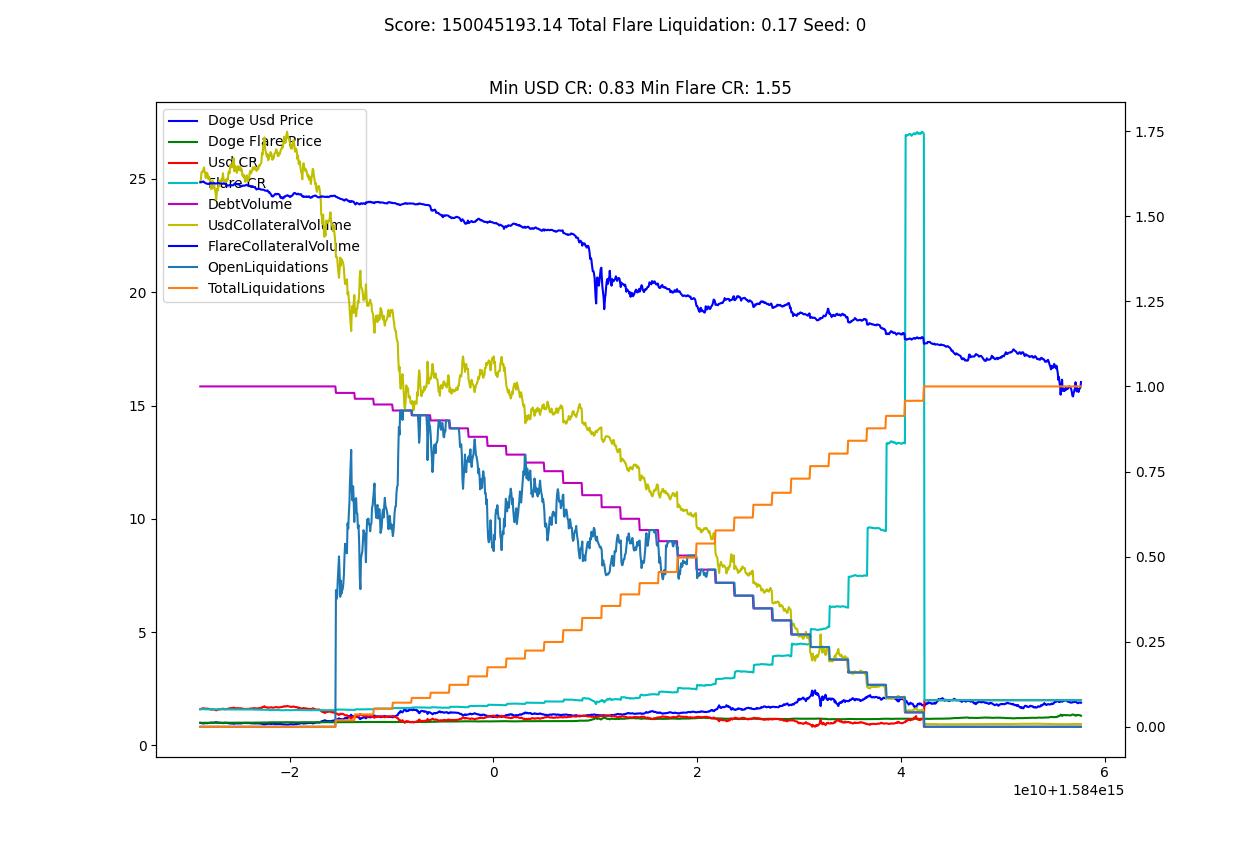 Score: 150045193.14 Total Flare Liquidation: 0.17 Seed: 0
Min USD CR: 0.83 Min Flare CR: 1.55
Doge Usd Price
Doge Flare Price
Usd CR
Flare CR
DebtVolume
UsdCollateralVolume
FlareCollateralVolume
OpenLiquidations
TotalLiquidations
25
20
15
10
5
0
1.75
1.50
1.25
1.00
0.75
0.50
0.25
0.00
−2
0
2
4
6
1e10+1.584e15